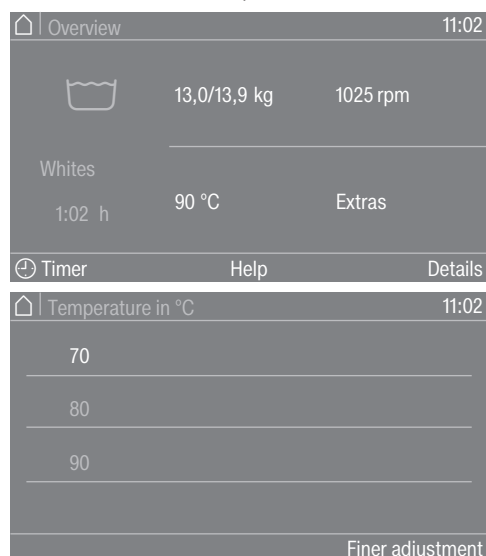 Overview 11:02
13,0/13,9 kg 1025 rpm
Whites
1:02 h
90 °C Extras
Timer Help Details
Temperature in °C 11:02
70
80
90
Finer adjustment